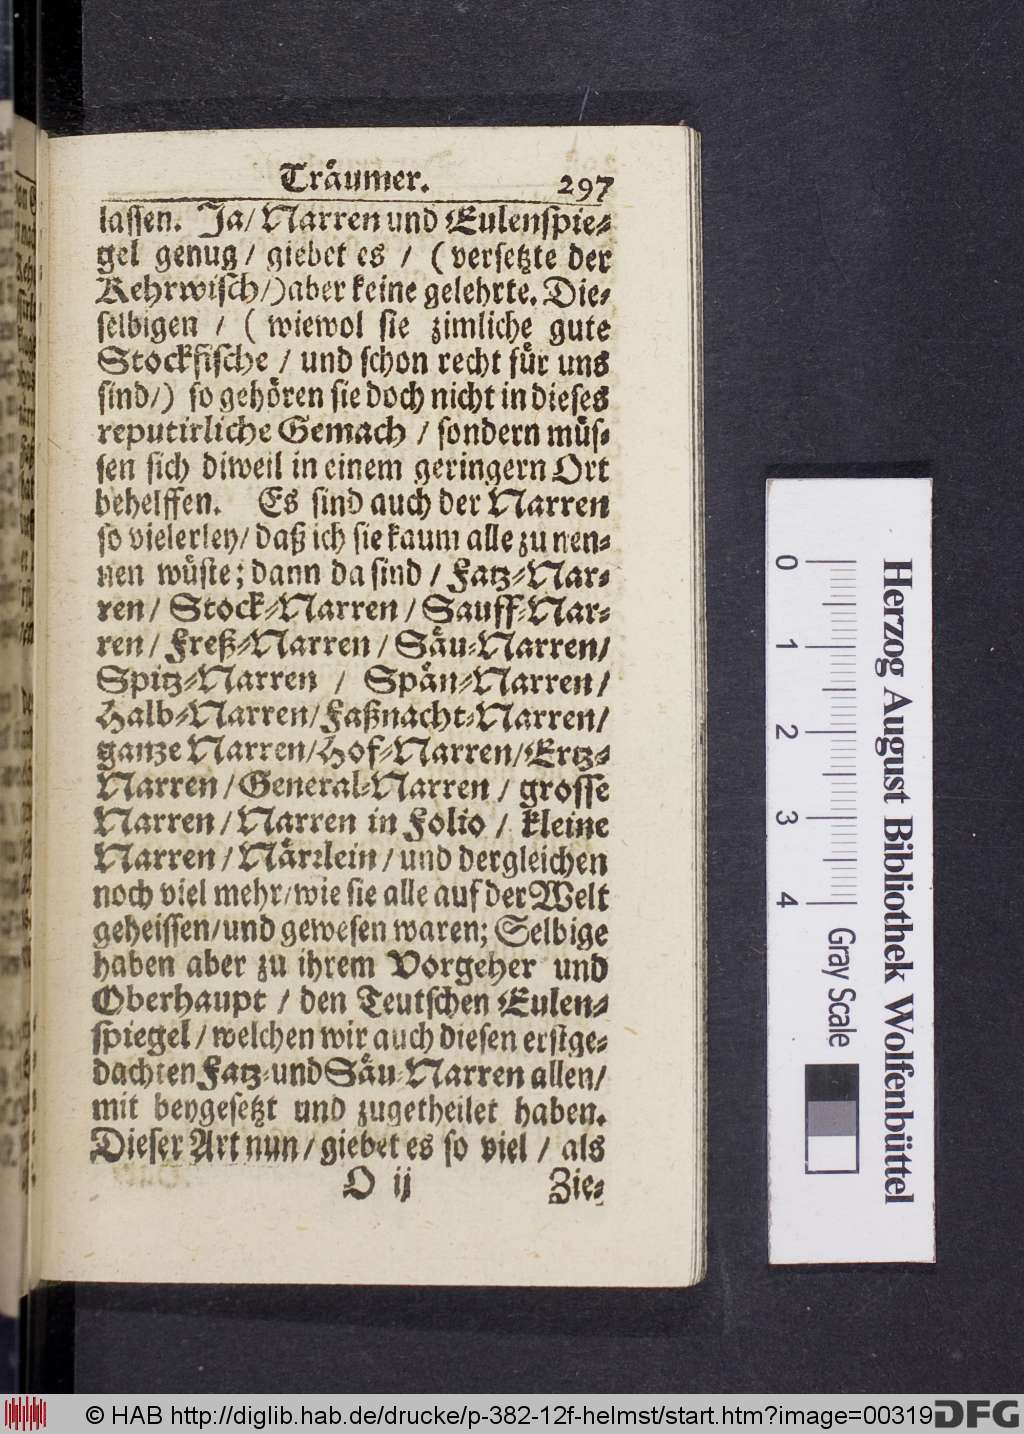 Träumer. 297
lassen. Ja/ Narren und Eulenspie-
gel genug / giebet es / ( versetzte der
Kehrwisch/) aber keine gelehrte. Die-
selbigen / ( wiewol sie zimliche gute
Stockfische / und schon recht für uns
sind/) so gehören sie doch nicht in dieses
reputirliche Gemach / sondern müs-
sen sich diweil in einem geringern Ort
behelffen. Es sind auch der Narren
so vielerley/ daß ich sie kaum alle zu nen-
nen wüste; dann da sind / Fatz-Nar-
ren/ Stock-Narren / Sauff-Nar-
ren / Freß-Narren / Säu-Narren/
Spitz-Narren / Spän-Narren /
Halb-Narren/ Faßnacht-Narren/
ganze Narren/ Hof-Narren/ Ertz-
Narren / General-Narren / grosse
Narren / Narren in Folio / kleine
Narren / Närrlein / und dergleichen
noch viel mehr/ wie sie alle auf der Welt
geheissen/ und gewesen waren; Selbige
haben aber zu ihrem Vorgeher und
Oberhaupt / den Teutschen Eulen-
spiegel / welchen wir auch diesen erstge-
dachten Fatz- und Säu-Narren allen/
mit beygesetzt und zugetheilet haben.
Dieser Art nun / giebet es so viel / als
O ij Zie-
Herzog August Bibliothek Wolfenbüttel
0 1 2 3 4
Gray Scale
© HAB http://diglib.hab.de/drucke/p-382-12f-helmst/start.htm?image=00319
DFG